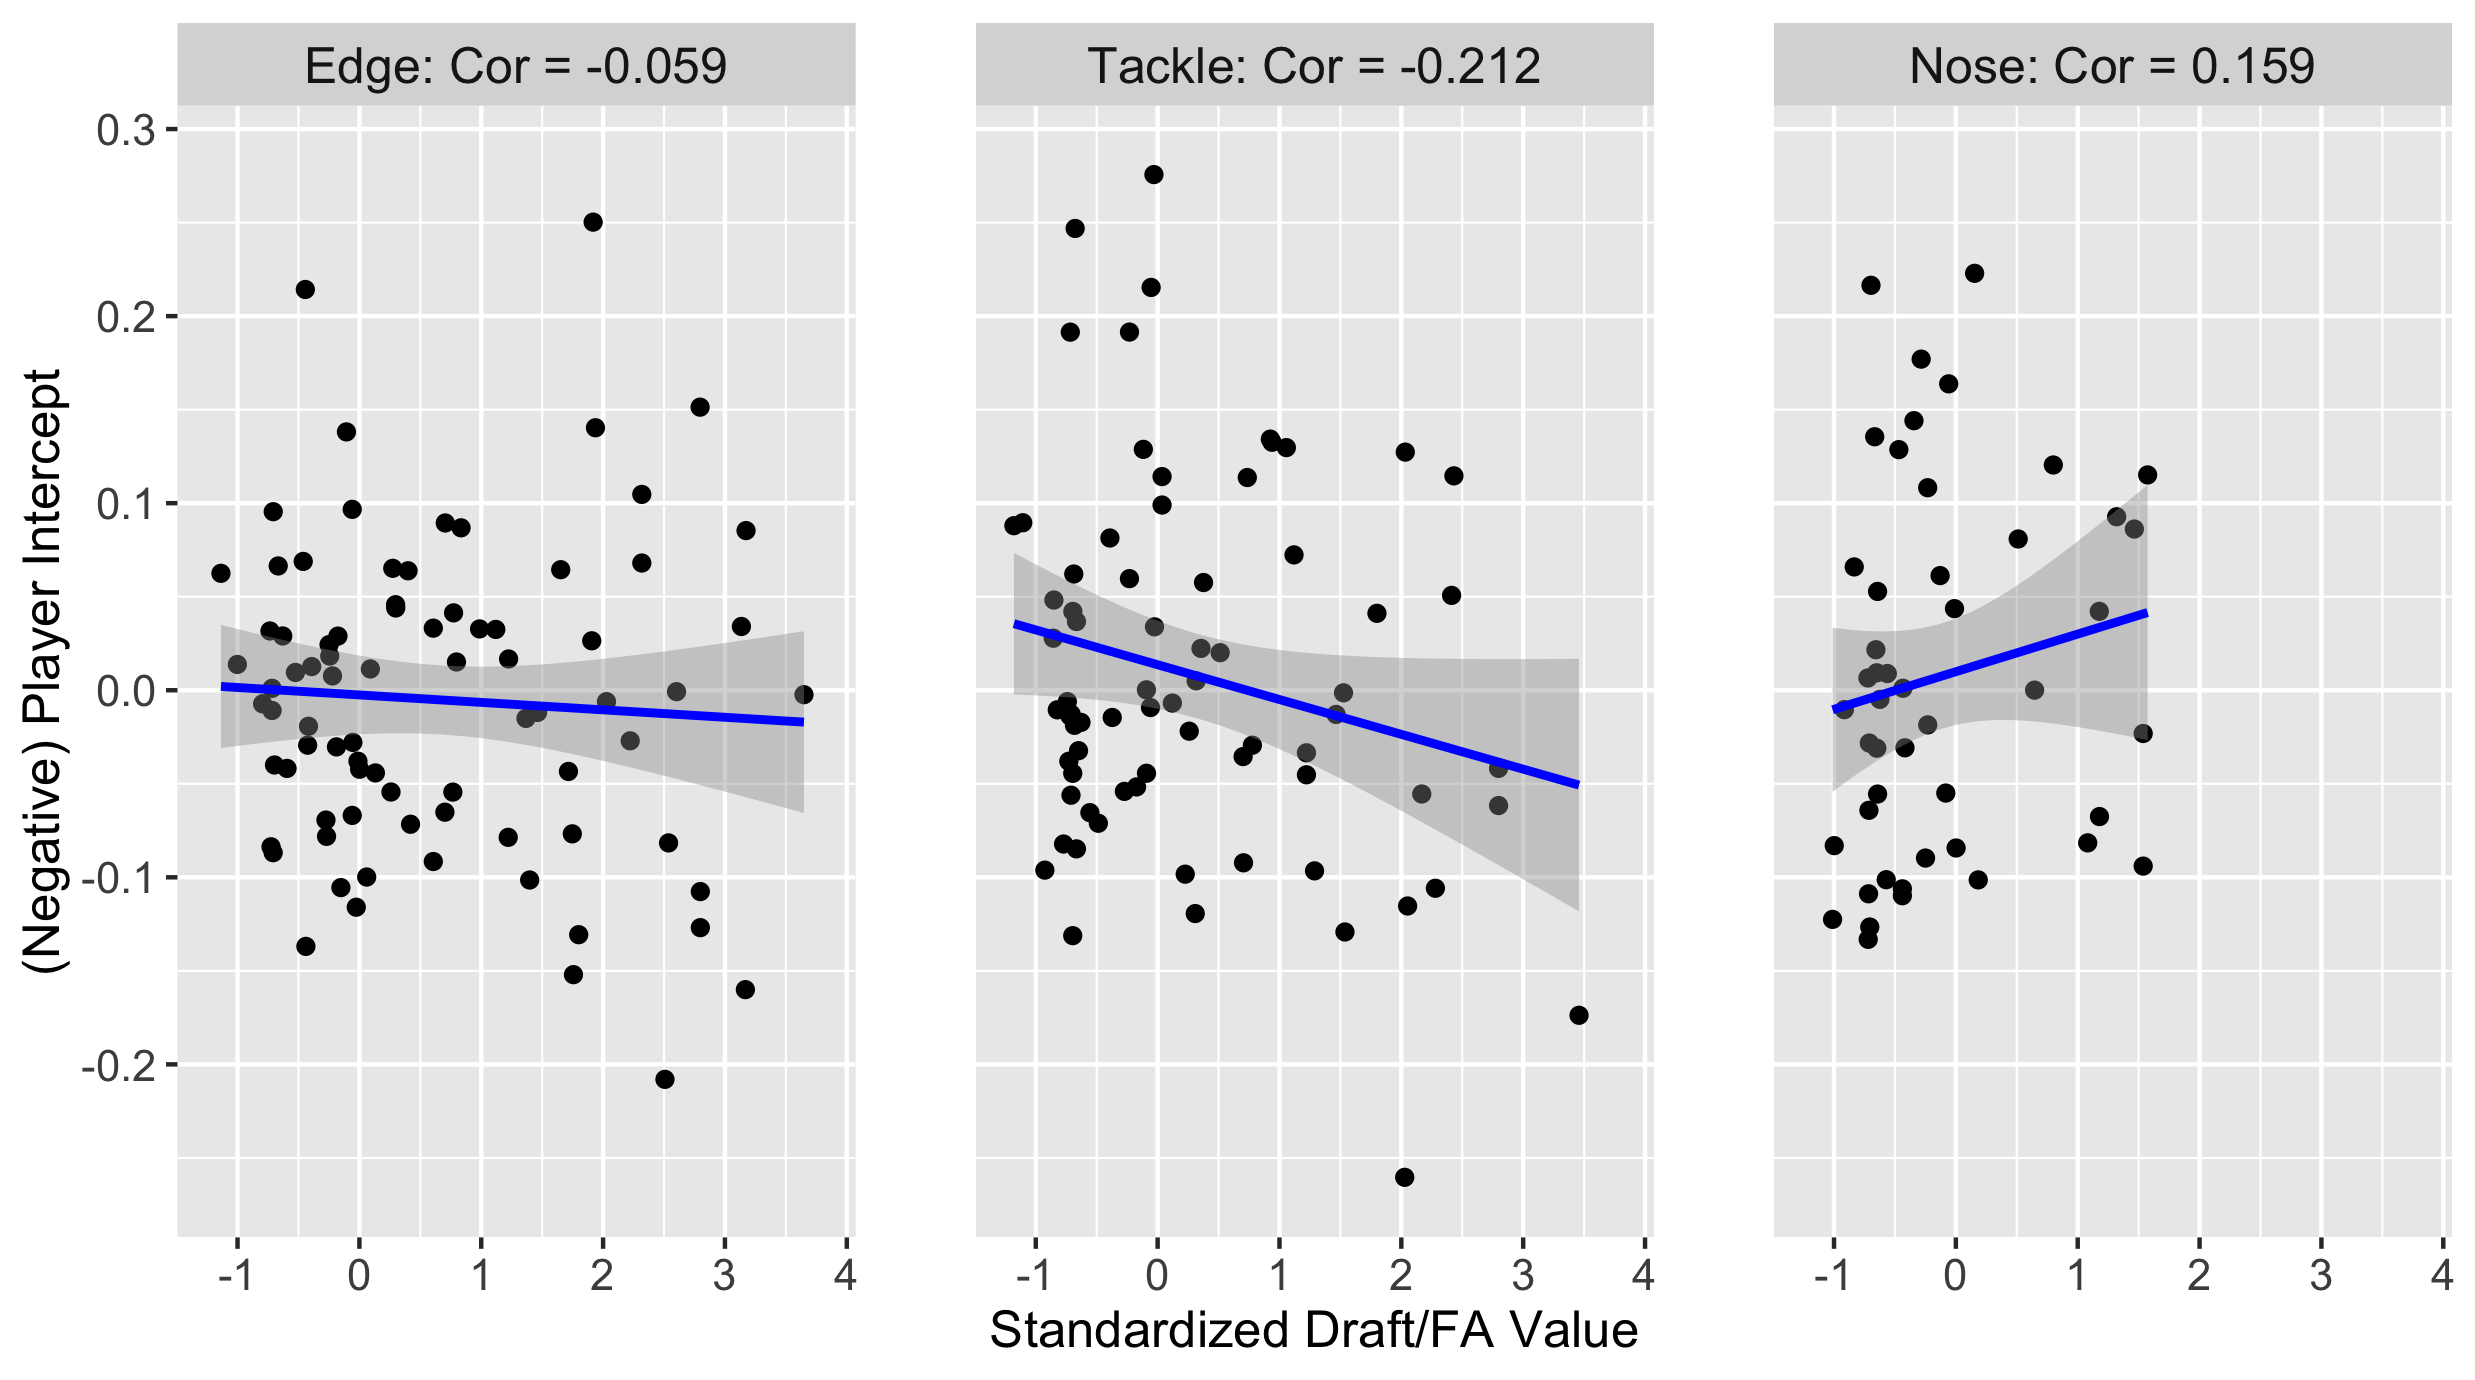 Edge: Cor = -0.059
Tackle: Cor = -0.212
Nose: Cor = 0.159
(Negative) Player Intercept
0.3
0.2
0.1
0.0
-0.1
-0.2
-1 0 1 2 3 4
-1 0 1 2 3 4
-1 0 1 2 3 4
Standardized Draft/FA Value